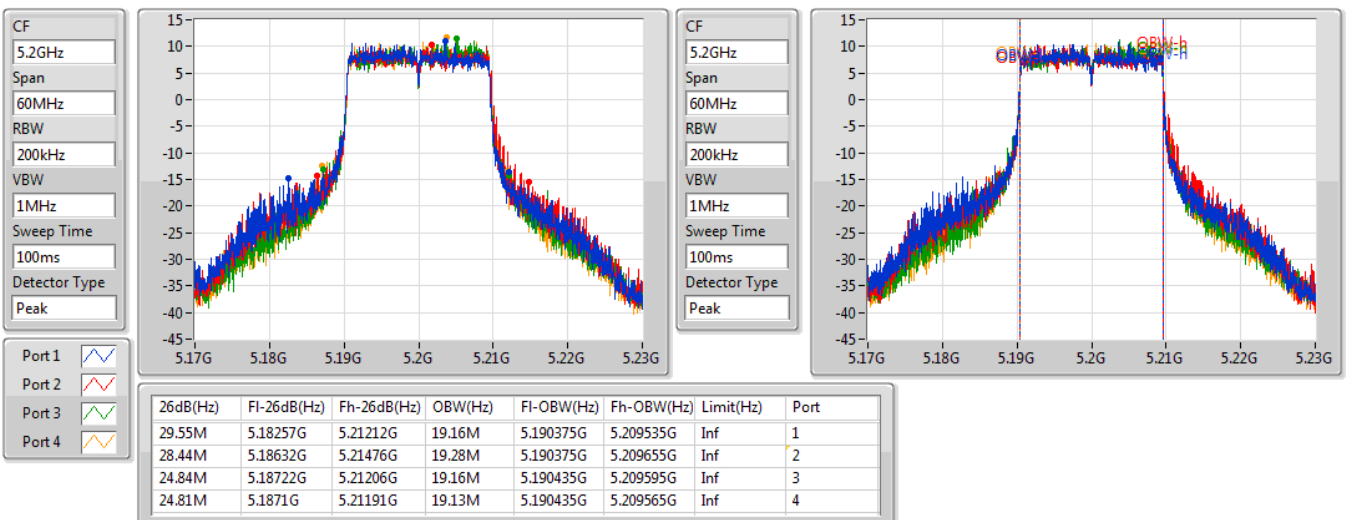 CF
5.2GHz
Span
60MHz
RBW
200kHz
VBW
1MHz
Sweep Time
100ms
Detector Type
Peak
15
10
5
0
-5
-10
-15
-20
-25
-30
-35
-40
-45
5.17G 5.18G 5.19G 5.2G 5.21G 5.22G 5.23G
CF
5.2GHz
Span
60MHz
RBW
200kHz
VBW
1MHz
Sweep Time
100ms
Detector Type
Peak
15
10
5
0
-5
-10
-15
-20
-25
-30
-35
-40
-45
OBW-h
OBW-h
5.17G 5.18G 5.19G 5.2G 5.21G 5.22G 5.23G
Port 1
Port 2
Port 3
Port 4
26dB(Hz) Fl-26dB(Hz) Fh-26dB(Hz) OBW(Hz) Fl-OBW(Hz) Fh-OBW(Hz) Limit(Hz) Port
29.55M 5.18257G 5.21212G 19.16M 5.190375G 5.209535G Inf 1
28.44M 5.18632G 5.21476G 19.28M 5.190375G 5.209655G Inf 2
24.84M 5.18722G 5.21206G 19.16M 5.190435G 5.209595G Inf 3
24.81M 5.1871G 5.21191G 19.13M 5.190435G 5.209565G Inf 4